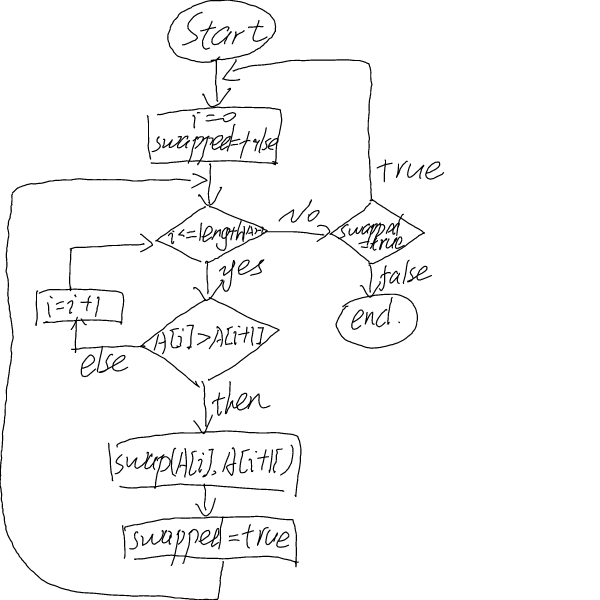 Start
i=0
swapped=false
true
i<=length(A)-1
No
swapped
=true
yes
false
i=i+1
end.
A[i]>A[i+1]
else
then
swap(A[i],A[i+1])
swapped=true